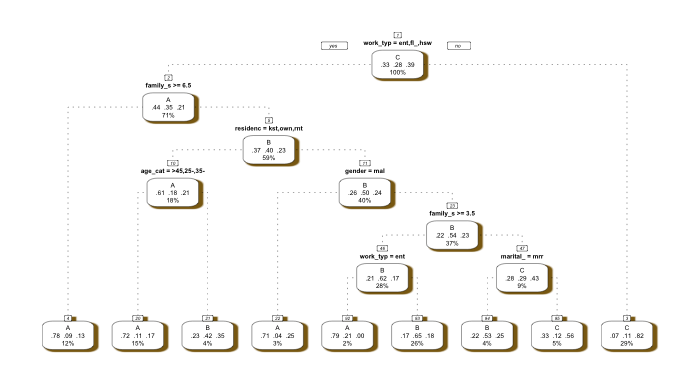 1
yes
work_typ = ent,fl_,hsw
no
C
.33 .28 .39
100%
2
family_s >= 6.5
A
.44 .35 .21
71%
5
residenc = kst,own,rnt
B
.37 .40 .23
59%
10
age_cat = >45,25-,35-
A
.61 .18 .21
18%
11
gender = mal
B
.26 .50 .24
40%
23
family_s >= 3.5
B
.22 .54 .23
37%
46
work_typ = ent
B
.21 .62 .17
28%
47
marital_ = mrr
C
.28 .29 .43
9%
4
A
.78 .09 .13
12%
20
A
.72 .11 .17
15%
21
B
.23 .42 .35
4%
22
A
.71 .04 .25
3%
92
A
.79 .21 .00
2%
93
B
.17 .65 .18
26%
94
B
.22 .53 .25
4%
95
C
.33 .12 .56
5%
3
C
.07 .11 .82
29%